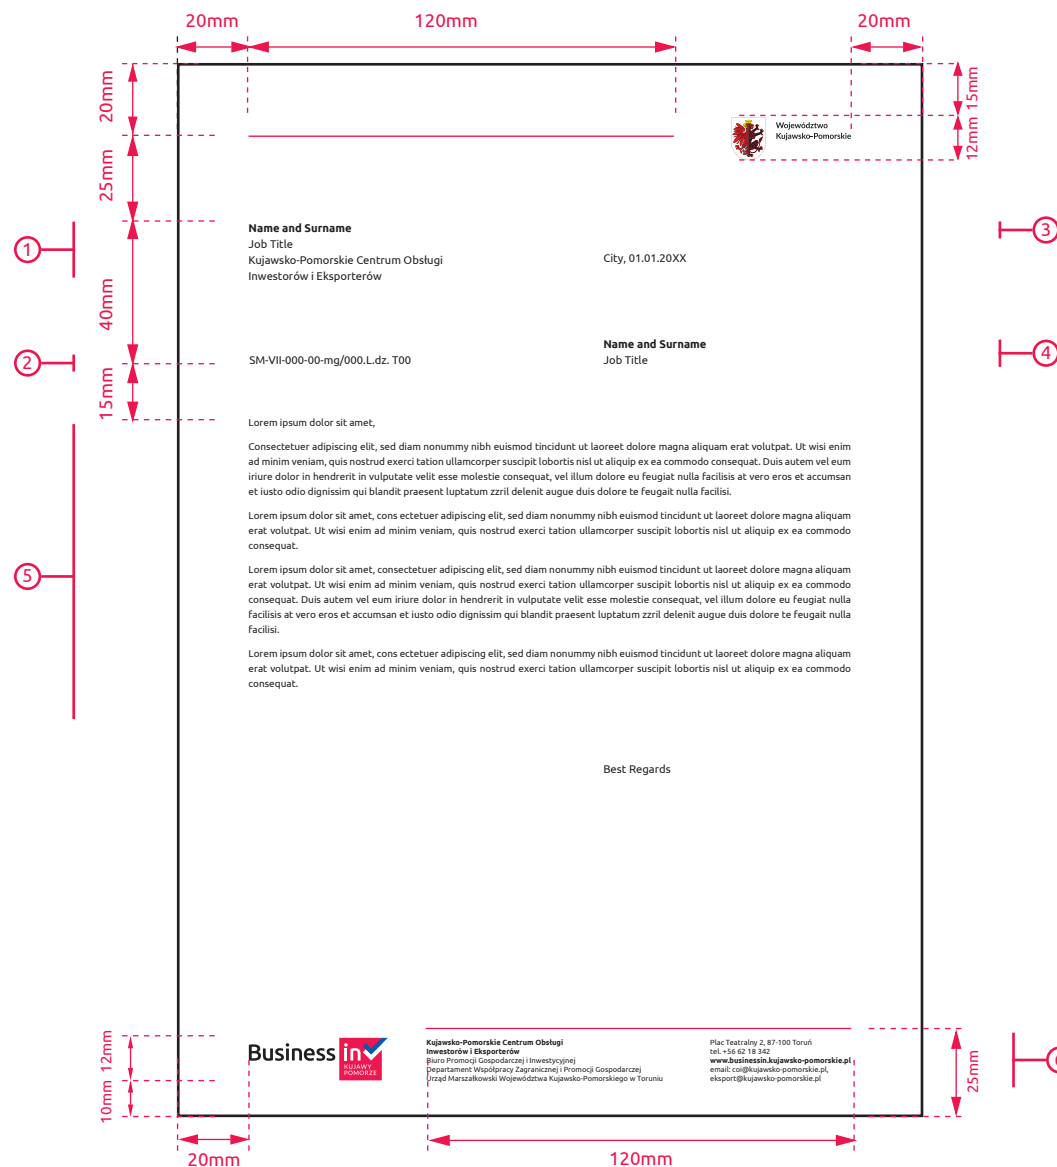 20mm
120mm
20mm
20mm
15mm
Województwo
Kujawsko-Pomorskie
12mm
25mm
1
Name and Surname
Job Title
Kujawsko-Pomorskie Centrum Obsługi
Inwestorów i Eksporterów
City, 01.01.20XX
3
40mm
2
SM-VII-000-00-mg/000.L.dz. T00
Name and Surname
Job Title
4
15mm
Lorem ipsum dolor sit amet,
Consectetuer adipiscing elit, sed diam nonummy nibh euismod tincidunt ut laoreet dolore magna aliquam erat volutpat. Ut wisi enim
ad minim veniam, quis nostrud exerci tation ullamcorper suscipit lobortis nisl ut aliquip ex ea commodo consequat. Duis autem vel eum
iriure dolor in hendrerit in vulputate velit esse molestie consequat, vel illum dolore eu feugiat nulla facilisis at vero eros et accumsan
et iusto odio dignissim qui blandit praesent luptatum zzril delenit augue duis dolore te feugait nulla facilisi.
Lorem ipsum dolor sit amet, cons ectetuer adipiscing elit, sed diam nonummy nibh euismod tincidunt ut laoreet dolore magna aliquam
erat volutpat. Ut wisi enim ad minim veniam, quis nostrud exerci tation ullamcorper suscipit lobortis nisl ut aliquip ex ea commodo
consequat.
5
Lorem ipsum dolor sit amet, consectetuer adipiscing elit, sed diam nonummy nibh euismod tincidunt ut laoreet dolore magna aliquam
erat volutpat. Ut wisi enim ad minim veniam, quis nostrud exerci tation ullamcorper suscipit lobortis nisl ut aliquip ex ea commodo
consequat. Duis autem vel eum iriure dolor in hendrerit in vulputate velit esse molestie consequat, vel illum dolore eu feugiat nulla
facilisis at vero eros et accumsan et iusto odio dignissim qui blandit praesent luptatum zzril delenit augue duis dolore te feugait nulla
facilisi.
Lorem ipsum dolor sit amet, cons ectetuer adipiscing elit, sed diam nonummy nibh euismod tincidunt ut laoreet dolore magna aliquam
erat volutpat. Ut wisi enim ad minim veniam, quis nostrud exerci tation ullamcorper suscipit lobortis nisl ut aliquip ex ea commodo
consequat.
Best Regards
12mm
10mm
Business in
KUJAWY
POMORZE
Kujawsko-Pomorskie Centrum Obsługi
Inwestorów i Eksporterów
Biuro Promocji Gospodarczej i Inwestycyjnej
Departament Współpracy Zagranicznej i Promocji Gospodarczej
Urząd Marszałkowski Województwa Kujawsko-Pomorskiego w Toruniu
Plac Teatralny 2, 87-100 Toruń
tel. +56 62 18 342
www.businessin.kujawsko-pomorskie.pl
email: coi@kujawsko-pomorskie.pl,
eksport@kujawsko-pomorskie.pl
25mm
20mm
120mm